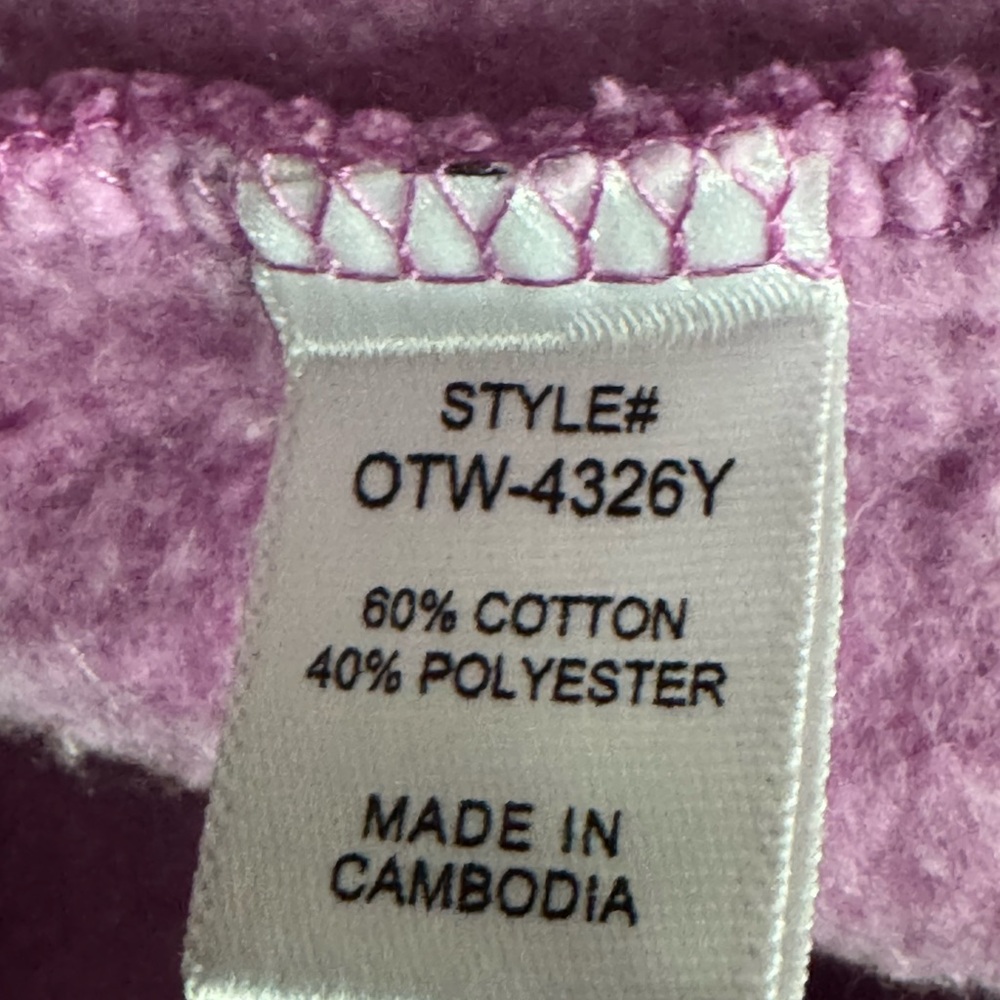 STYLE#
OTW-4326Y
60% COTTON
40% POLYESTER
MADE IN
CAMBODIA